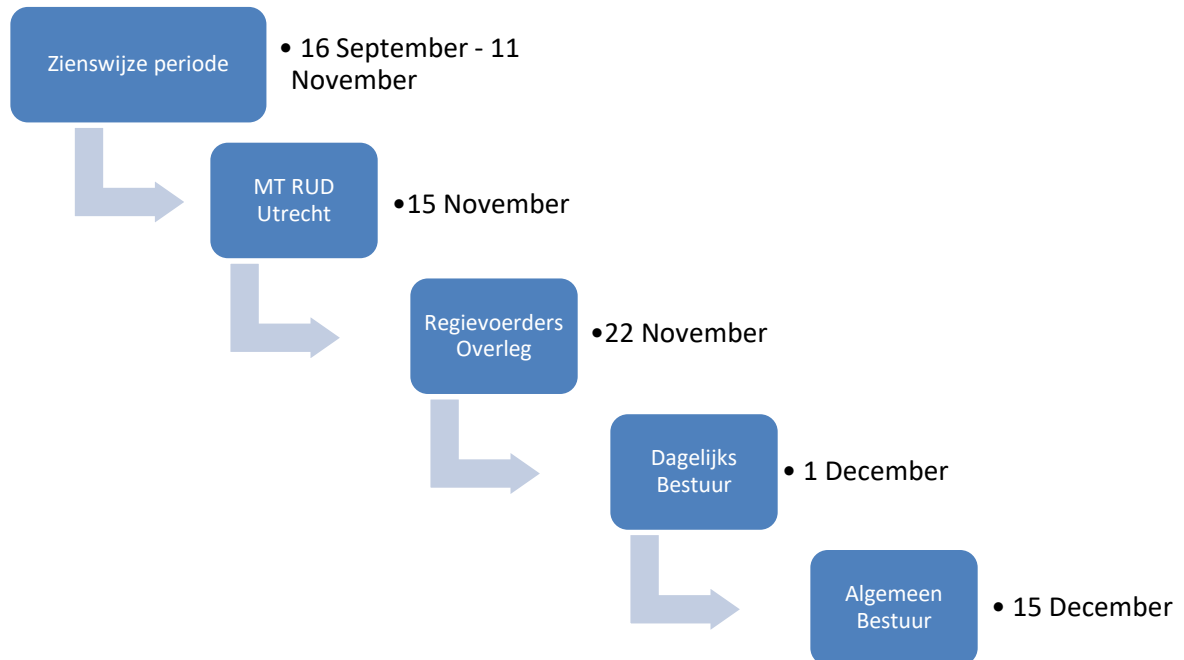 Zienswijze periode
• 16 September - 11
November
MT RUD
Utrecht
•15 November
Regievoerders
Overleg
•22 November
Dagelijks
Bestuur
• 1 December
Algemeen
Bestuur
• 15 December